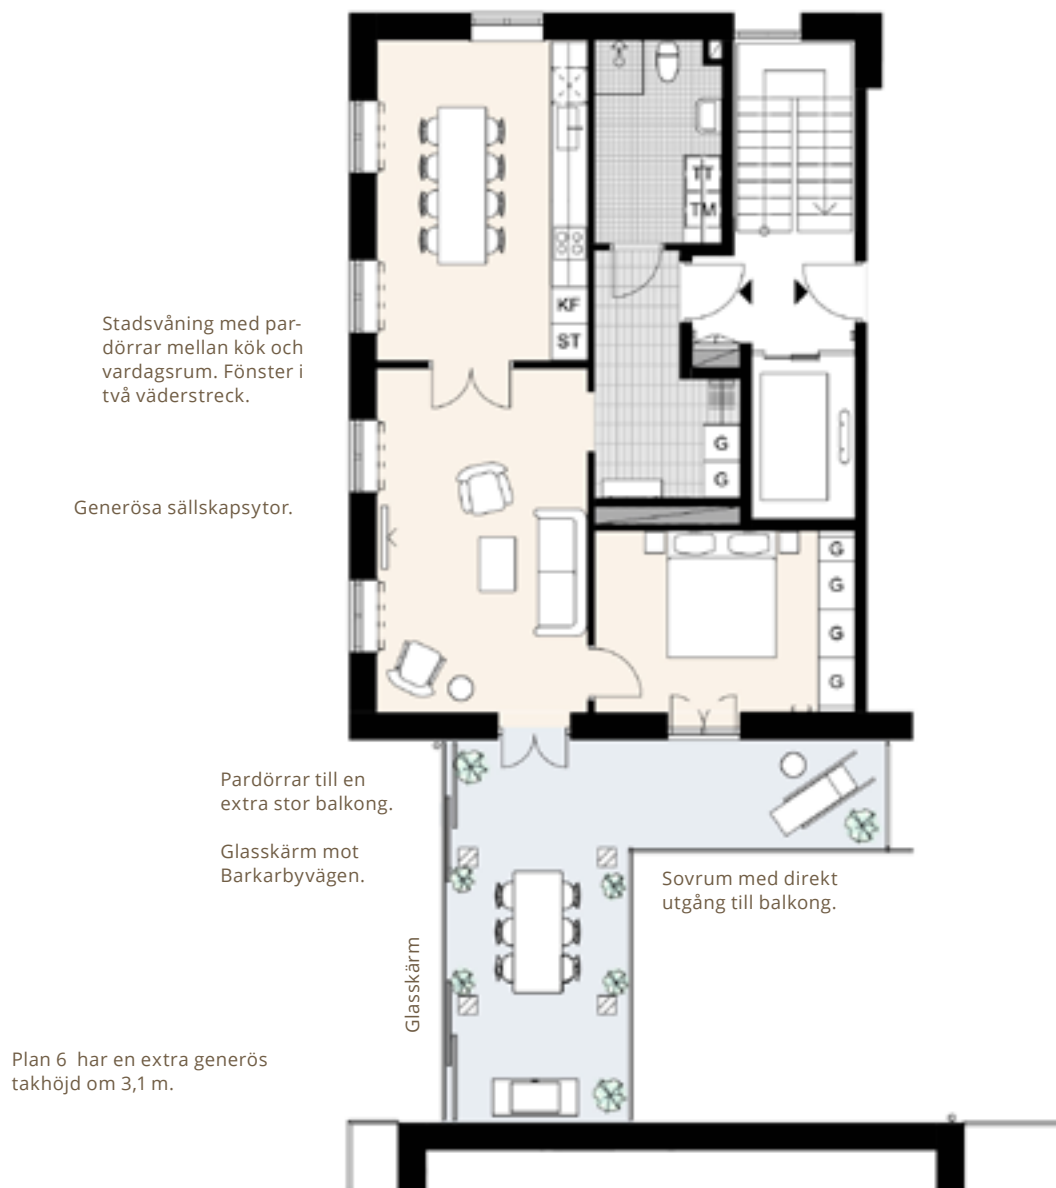 TT
TM
KF
ST
Stadsvåning med par-
dörrar mellan kök och
vardagsrum. Fönster i
två väderstreck.
G
G
Generösa sällskapsytor.
G
G
G
G
Pardörrar till en
extra stor balkong.
Glasskärm mot
Barkarbyvägen.
Sovrum med direkt
utgång till balkong.
Glasskärm
Plan 6 har en extra generös
takhöjd om 3,1 m.